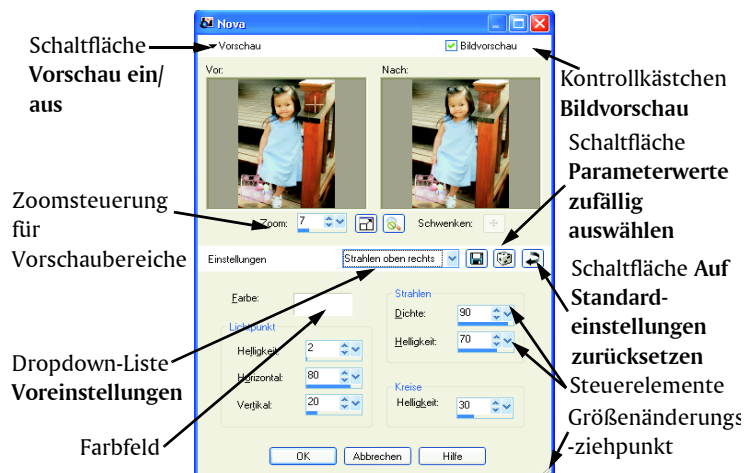 Nova
Schaltfläche
Vorschau ein/
aus
Vorschau
Bildvorschau
Vor:
Nach:
Kontrollkästchen
Bildvorschau
Schaltfläche
Parameterwerte
zufällig
auswählen
Zoomsteuerung
für
Vorschaubereiche
Zoom: 7
Schwenken:
Einstellungen
Strahlen oben rechts
Schaltfläche Auf
Standard-
einstellungen
zurücksetzen
Farbe:
Strahlen
Dichte: 90
Helligkeit: 70
Lichtpunkt
Helligkeit: 2
Horizontal: 80
Vertikal: 20
Kreise
Helligkeit: 30
Dropdown-Liste
Voreinstellungen
Steuerelemente
Größenänderungs
-ziehpunkt
Farbfeld
OK
Abbrechen
Hilfe